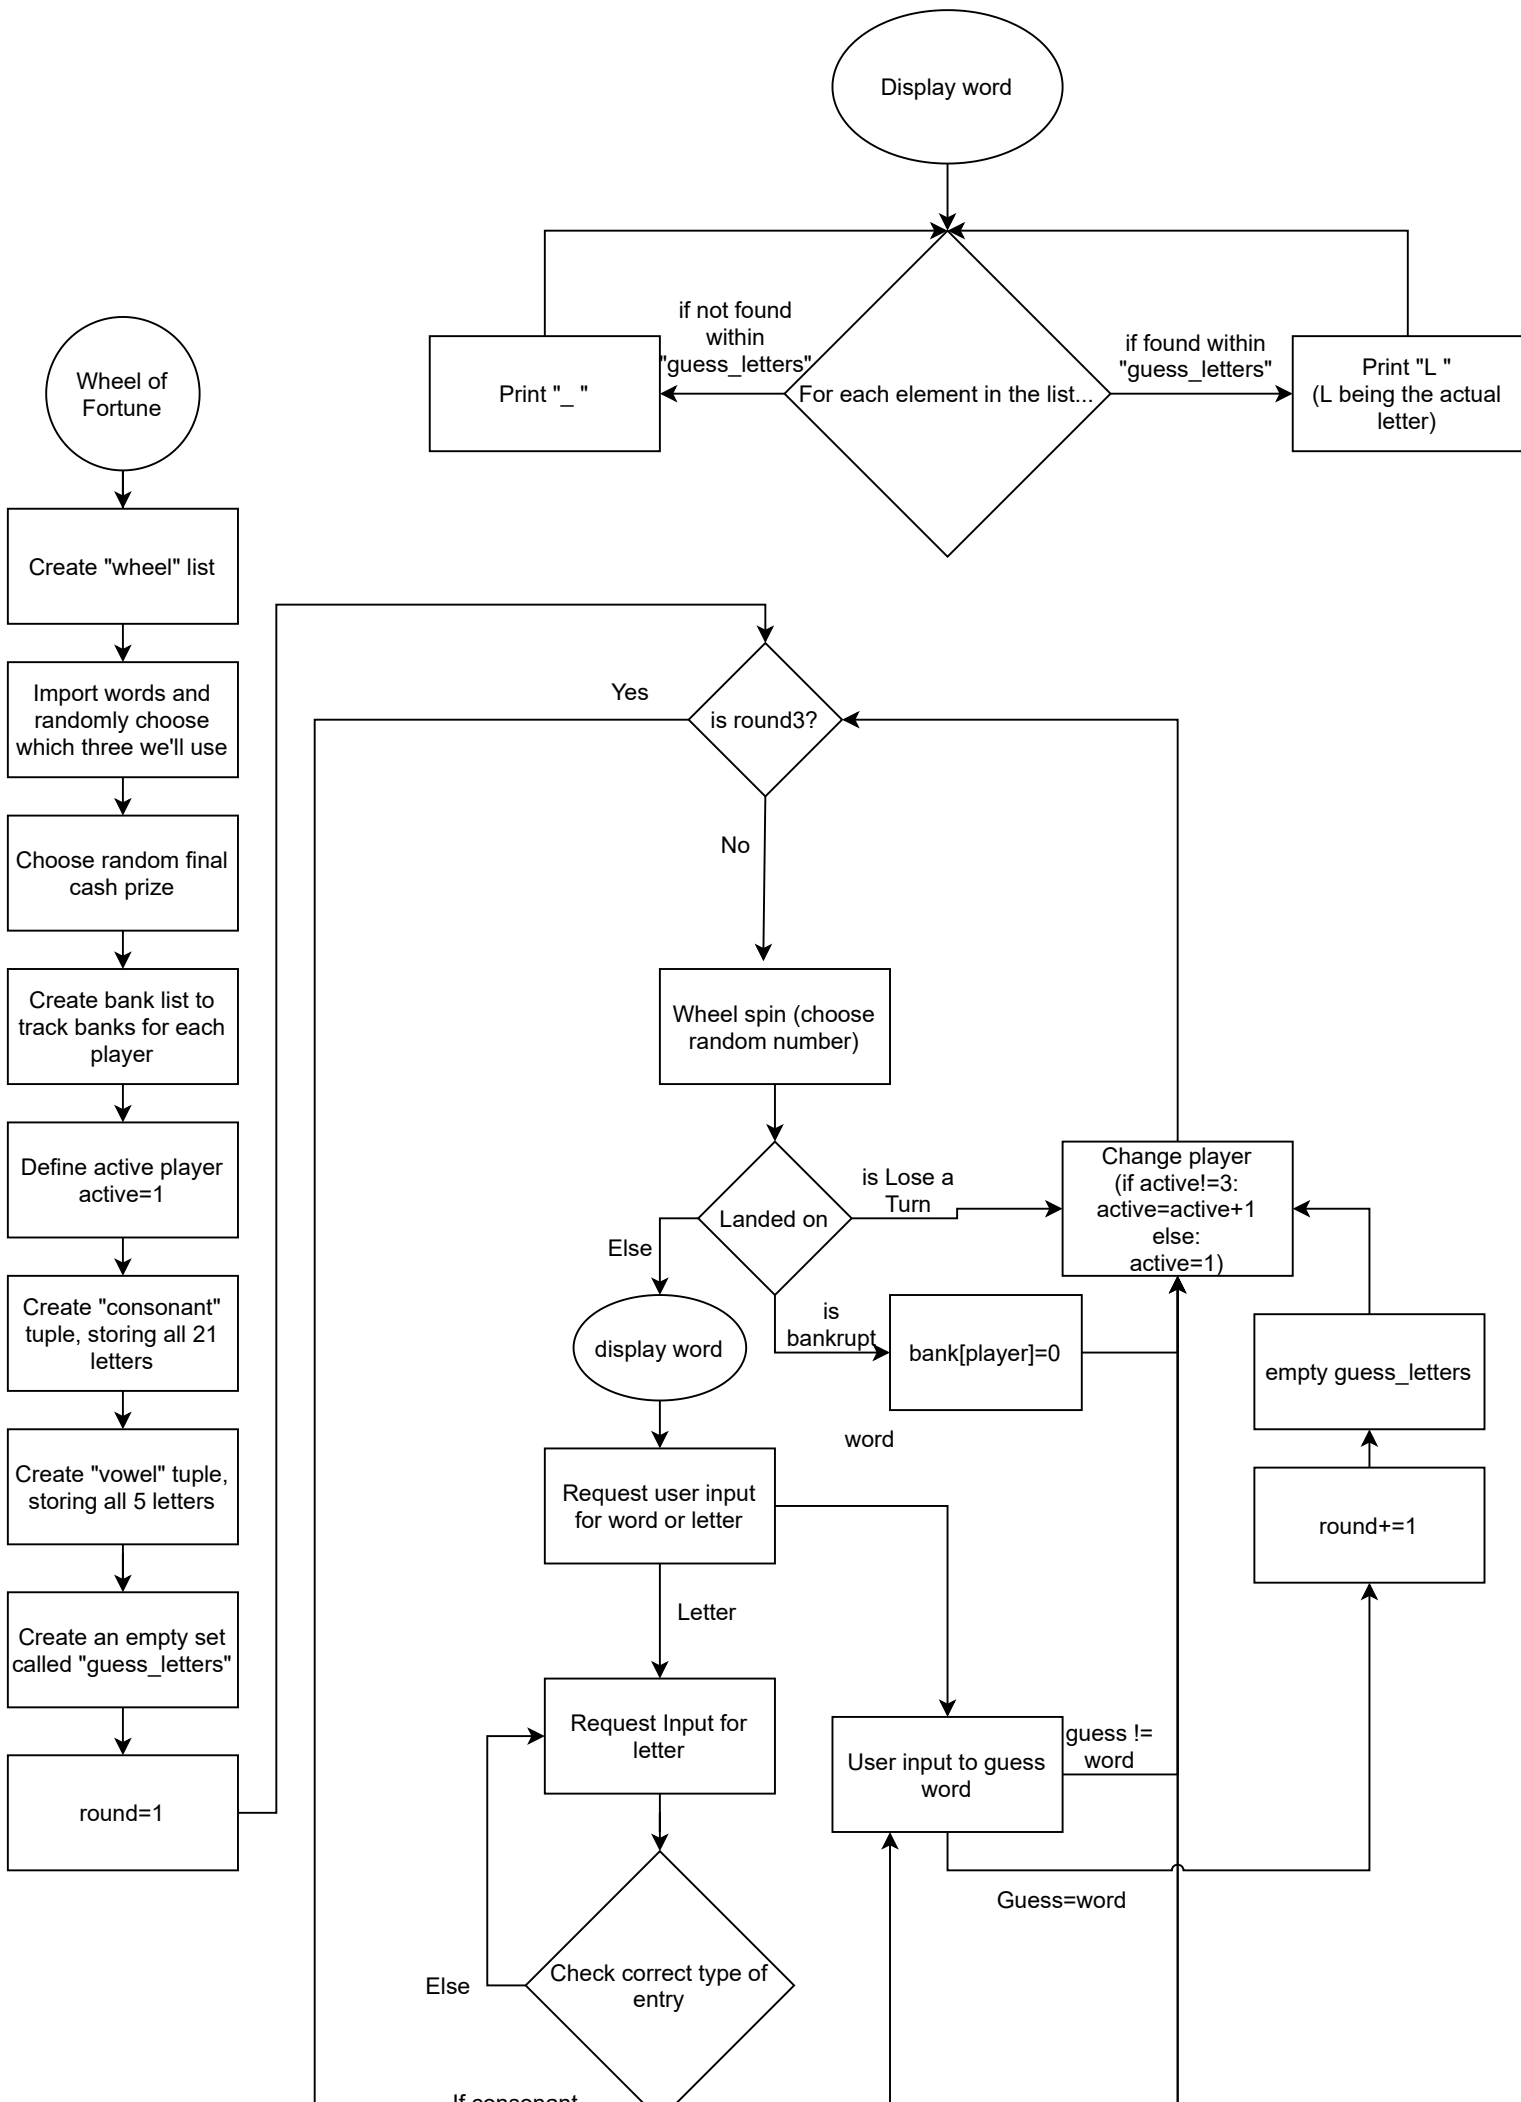 Display word
if not found
within
"guess_letters"
if found within
"guess_letters"
Print "_ "
For each element in the list...
Print "L "
(L being the actual
letter)
Wheel of
Fortune
Create "wheel" list
Import words and
randomly choose
which three we'll use
Choose random final
cash prize
Create bank list to
track banks for each
player
Define active player
active=1
Create "consonant"
tuple, storing all 21
letters
Create "vowel" tuple,
storing all 5 letters
Create an empty set
called "guess_letters"
round=1
Yes
is round3?
No
Wheel spin (choose
random number)
Landed on
is Lose a
Turn
Change player
(if active!=3:
active=active+1
else:
active=1)
Else
is
bankrupt
bank[player]=0
display word
empty guess_letters
word
Request user input
for word or letter
round+=1
Letter
Request Input for
letter
User input to guess
word
guess !=
word
Guess=word
Check correct type of
entry
Else
If consonant